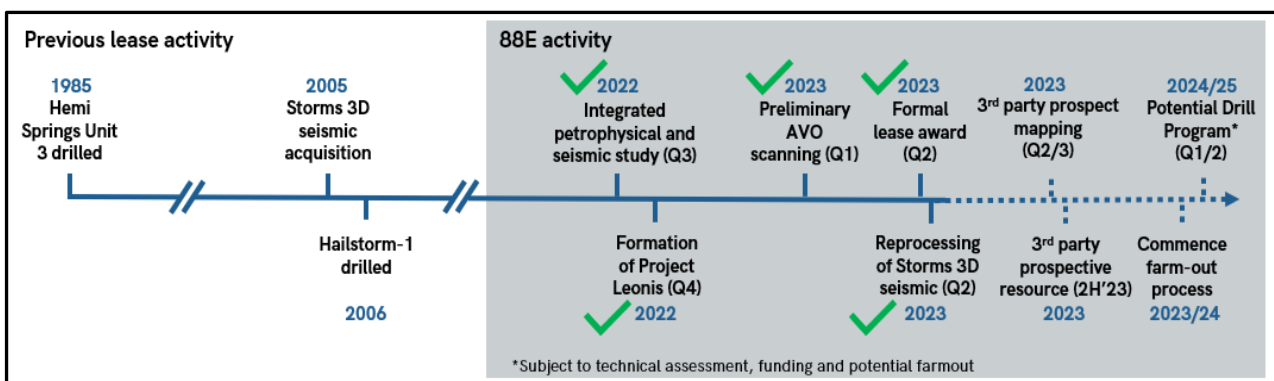 Previous lease activity
88E activity
1985
Hemi
Springs Unit
3 drilled
2005
Storms 3D
seismic
acquisition
2022
Integrated
petrophysical and
seismic study (Q3)
2023
Preliminary
AVO
scanning (Q1)
2023
Formal
lease award
(Q2)
2023
3rd party prospect
mapping
(Q2/3)
2024/25
Potential Drill
Program*
(Q1/2)
Hailstorm-1
drilled
2006
Formation
of Project
Leonis (Q4)
2022
Reprocessing
of Storms 3D
seismic (Q2)
2023
3rd party
prospective
resource (2H'23)
2023
Commence
farm-out
process
2023/24
*Subject to technical assessment, funding and potential farmout